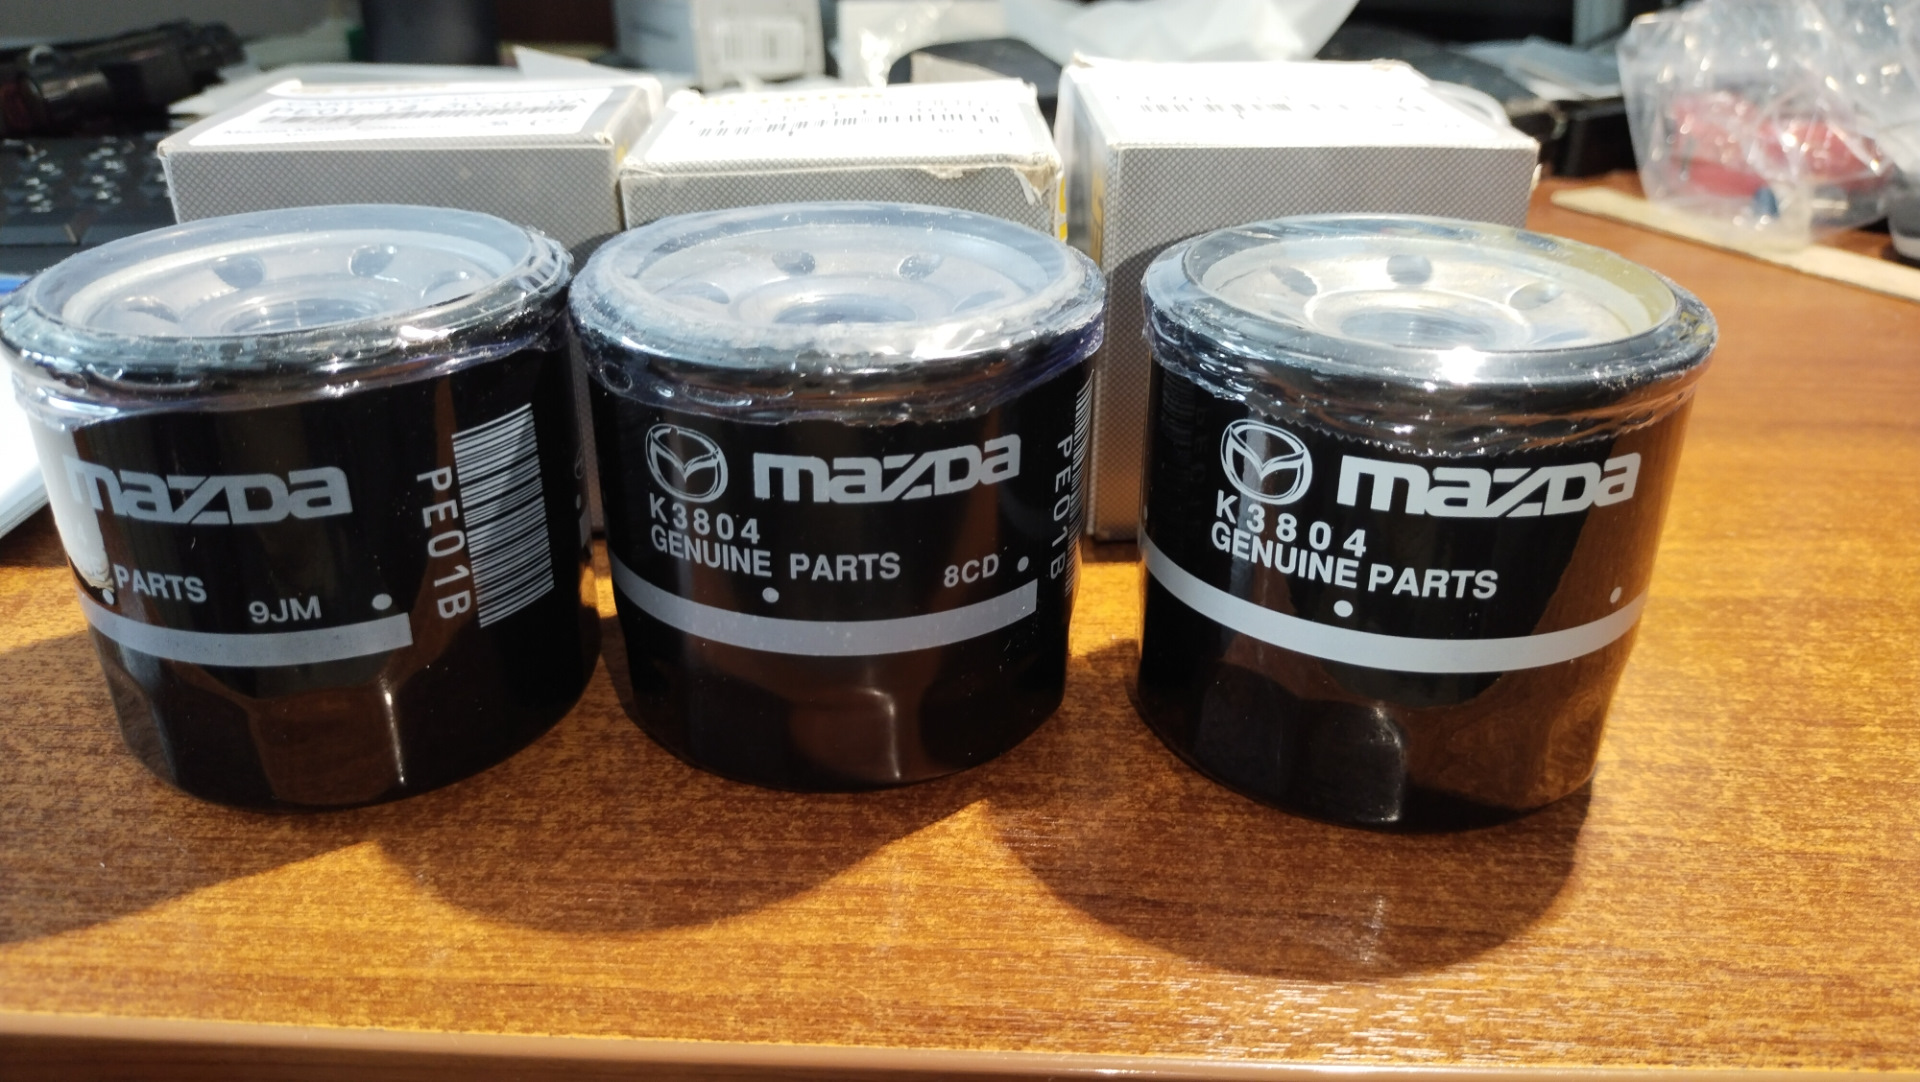 mazda
PARTS
9JM
PE01B
mazda
K3804
GENUINE PARTS
8CD
PE01B
mazda
K3804
GENUINE PARTS